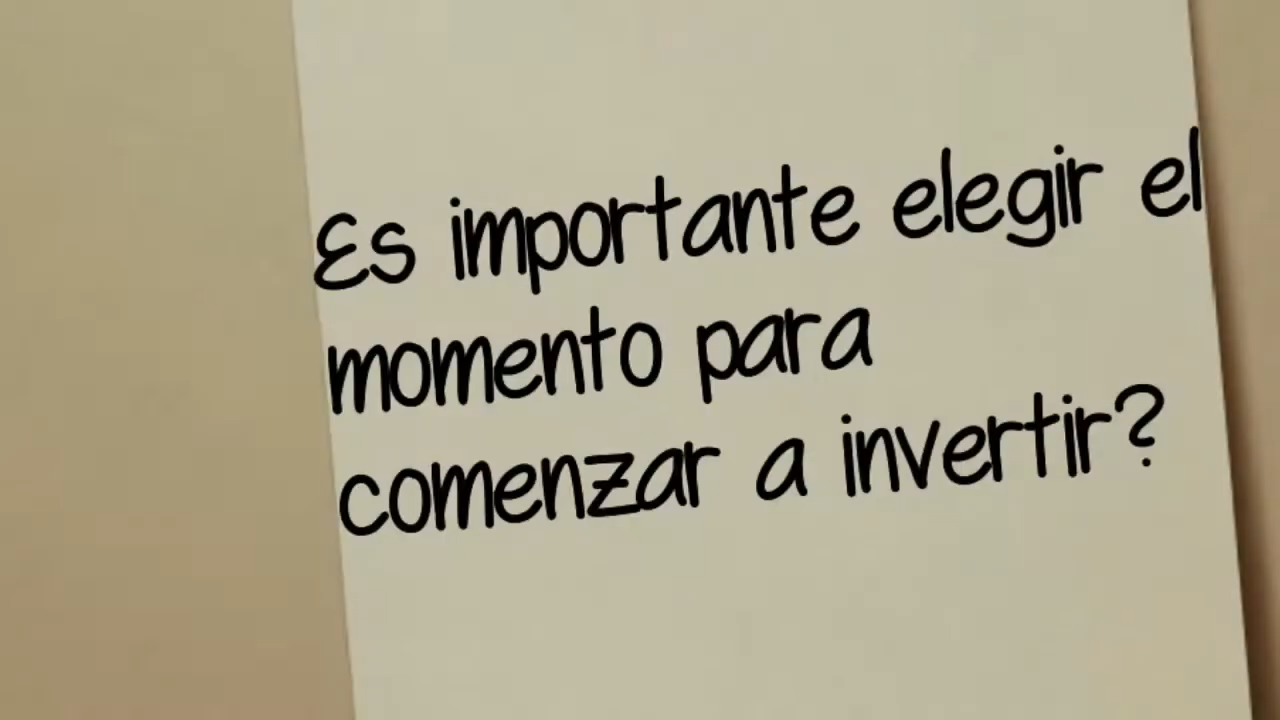 Es importante elegir el
momento para
comenzar a invertir?